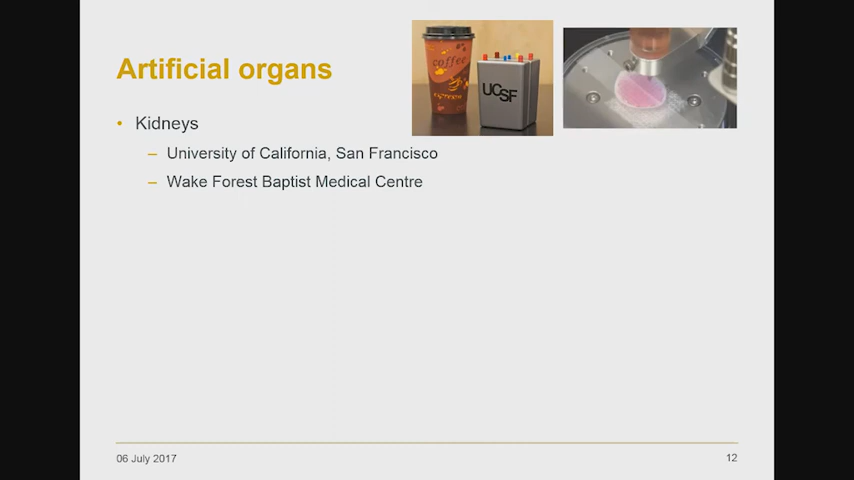 Artificial organs
• Kidneys
– University of California, San Francisco
– Wake Forest Baptist Medical Centre
coffee
UCSF
06 July 2017
12